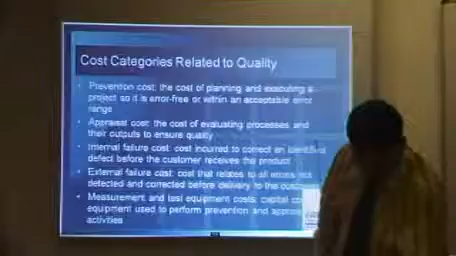 Cost Categories Related to Quality
Prevention cost: the cost of planning and executing a
project so it is error-free or within an acceptable error
range
Appraisal cost: the cost of evaluating processes and
their outputs to ensure quality
Internal failure cost: cost incurred to correct an identified
defect before the customer receives the product
External failure cost: cost that relates to all errors not
detected and corrected before delivery to the customer
Measurement and test equipment costs: capital
equipment used to perform prevention and
activities